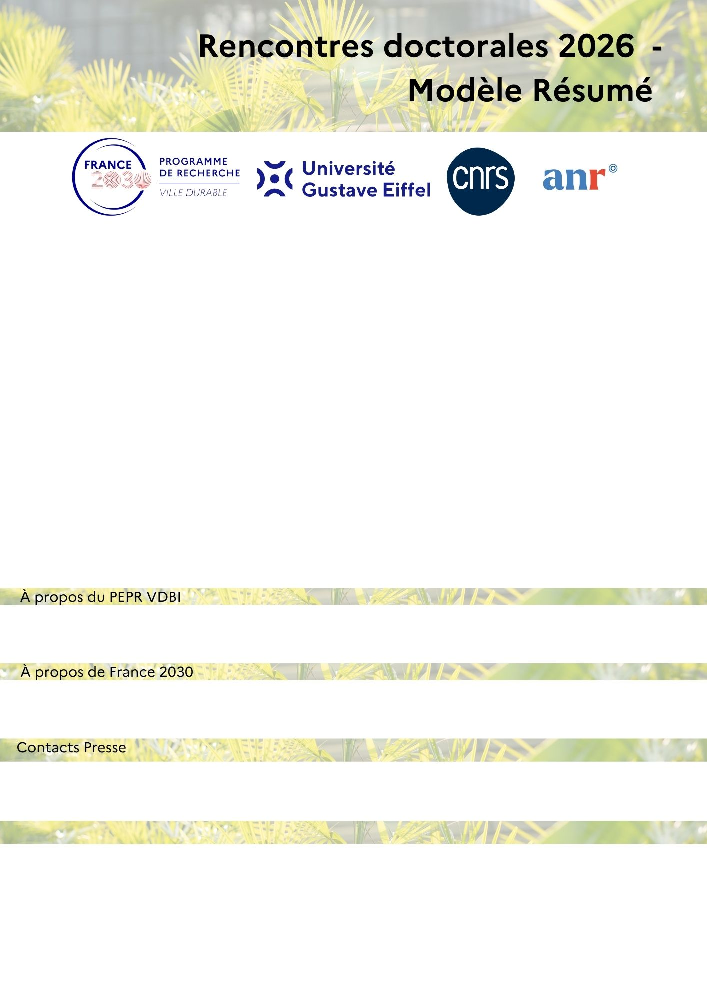 Rencontres doctorales 2026 -
Modèle Résumé
FRANCE
2030
PROGRAMME
DE RECHERCHE
VILLE DURABLE
Université
Gustave Eiffel
cnrs
anr
À propos du PEPR VDBI
À propos de France 2030
Contacts Presse